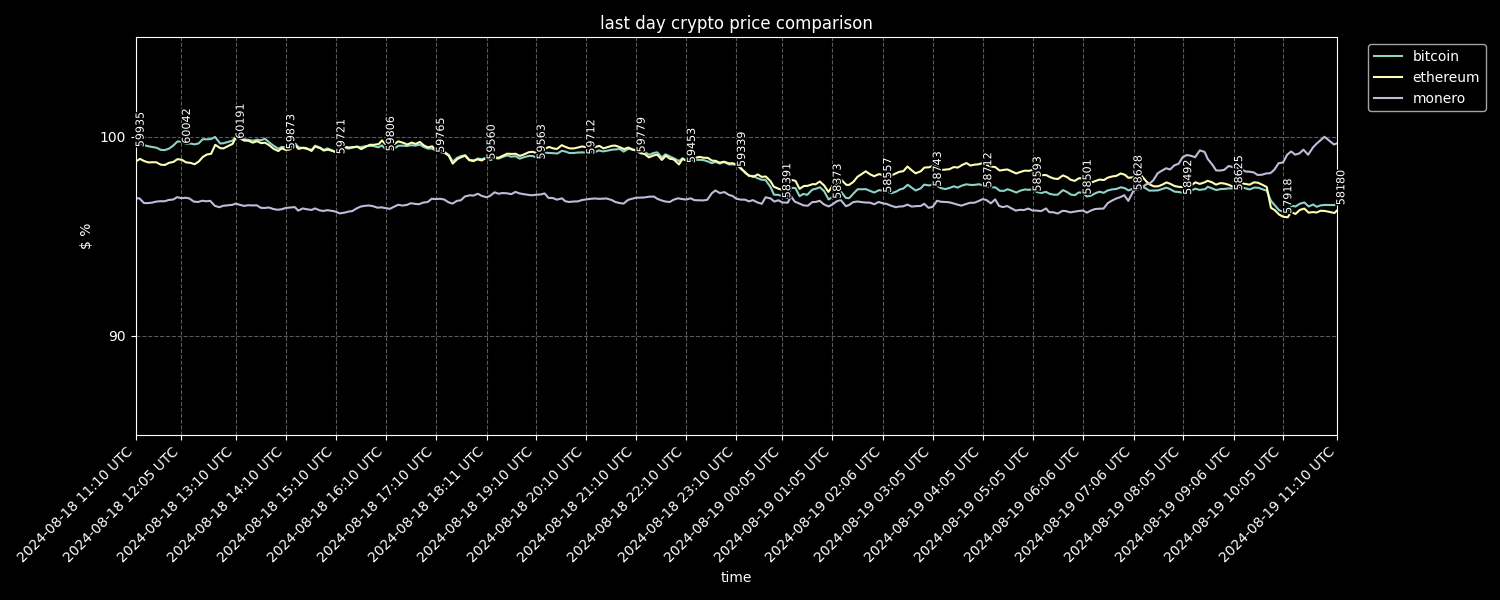 last day crypto price comparison
bitcoin
ethereum
monero
100
90
$ %
59935
60042
60191
59873
59721
59806
59765
59560
59563
59712
59779
59453
59339
58391
58373
58557
58743
58712
58593
58501
58628
58492
58625
57918
58180
2024-08-18 11:10 UTC
2024-08-18 12:05 UTC
2024-08-18 13:10 UTC
2024-08-18 14:10 UTC
2024-08-18 15:10 UTC
2024-08-18 16:10 UTC
2024-08-18 17:10 UTC
2024-08-18 18:11 UTC
2024-08-18 19:10 UTC
2024-08-18 20:10 UTC
2024-08-18 21:10 UTC
2024-08-18 22:10 UTC
2024-08-18 23:10 UTC
2024-08-19 00:05 UTC
2024-08-19 01:05 UTC
2024-08-19 02:06 UTC
2024-08-19 03:05 UTC
2024-08-19 04:05 UTC
2024-08-19 05:05 UTC
2024-08-19 06:06 UTC
2024-08-19 07:06 UTC
2024-08-19 08:05 UTC
2024-08-19 09:06 UTC
2024-08-19 10:05 UTC
2024-08-19 11:10 UTC
time